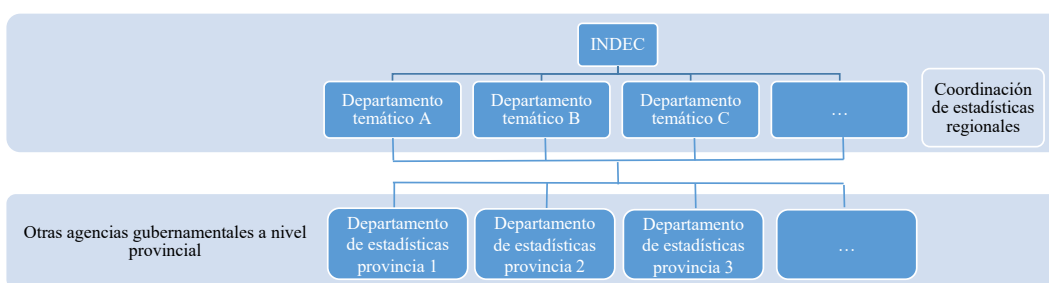 INDEC
Departamento
temático A
Departamento
temático B
Departamento
temático C
…
Coordinación
de estadísticas
regionales
Otras agencias gubernamentales a nivel
provincial
Departamento
de estadísticas
provincia 1
Departamento
de estadísticas
provincia 2
Departamento
de estadísticas
provincia 3
…